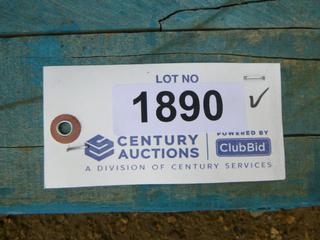 LOT NO
1890
CENTURY
AUCTIONS
POWERED BY
ClubBid
A DIVISION OF CENTURY SERVICES